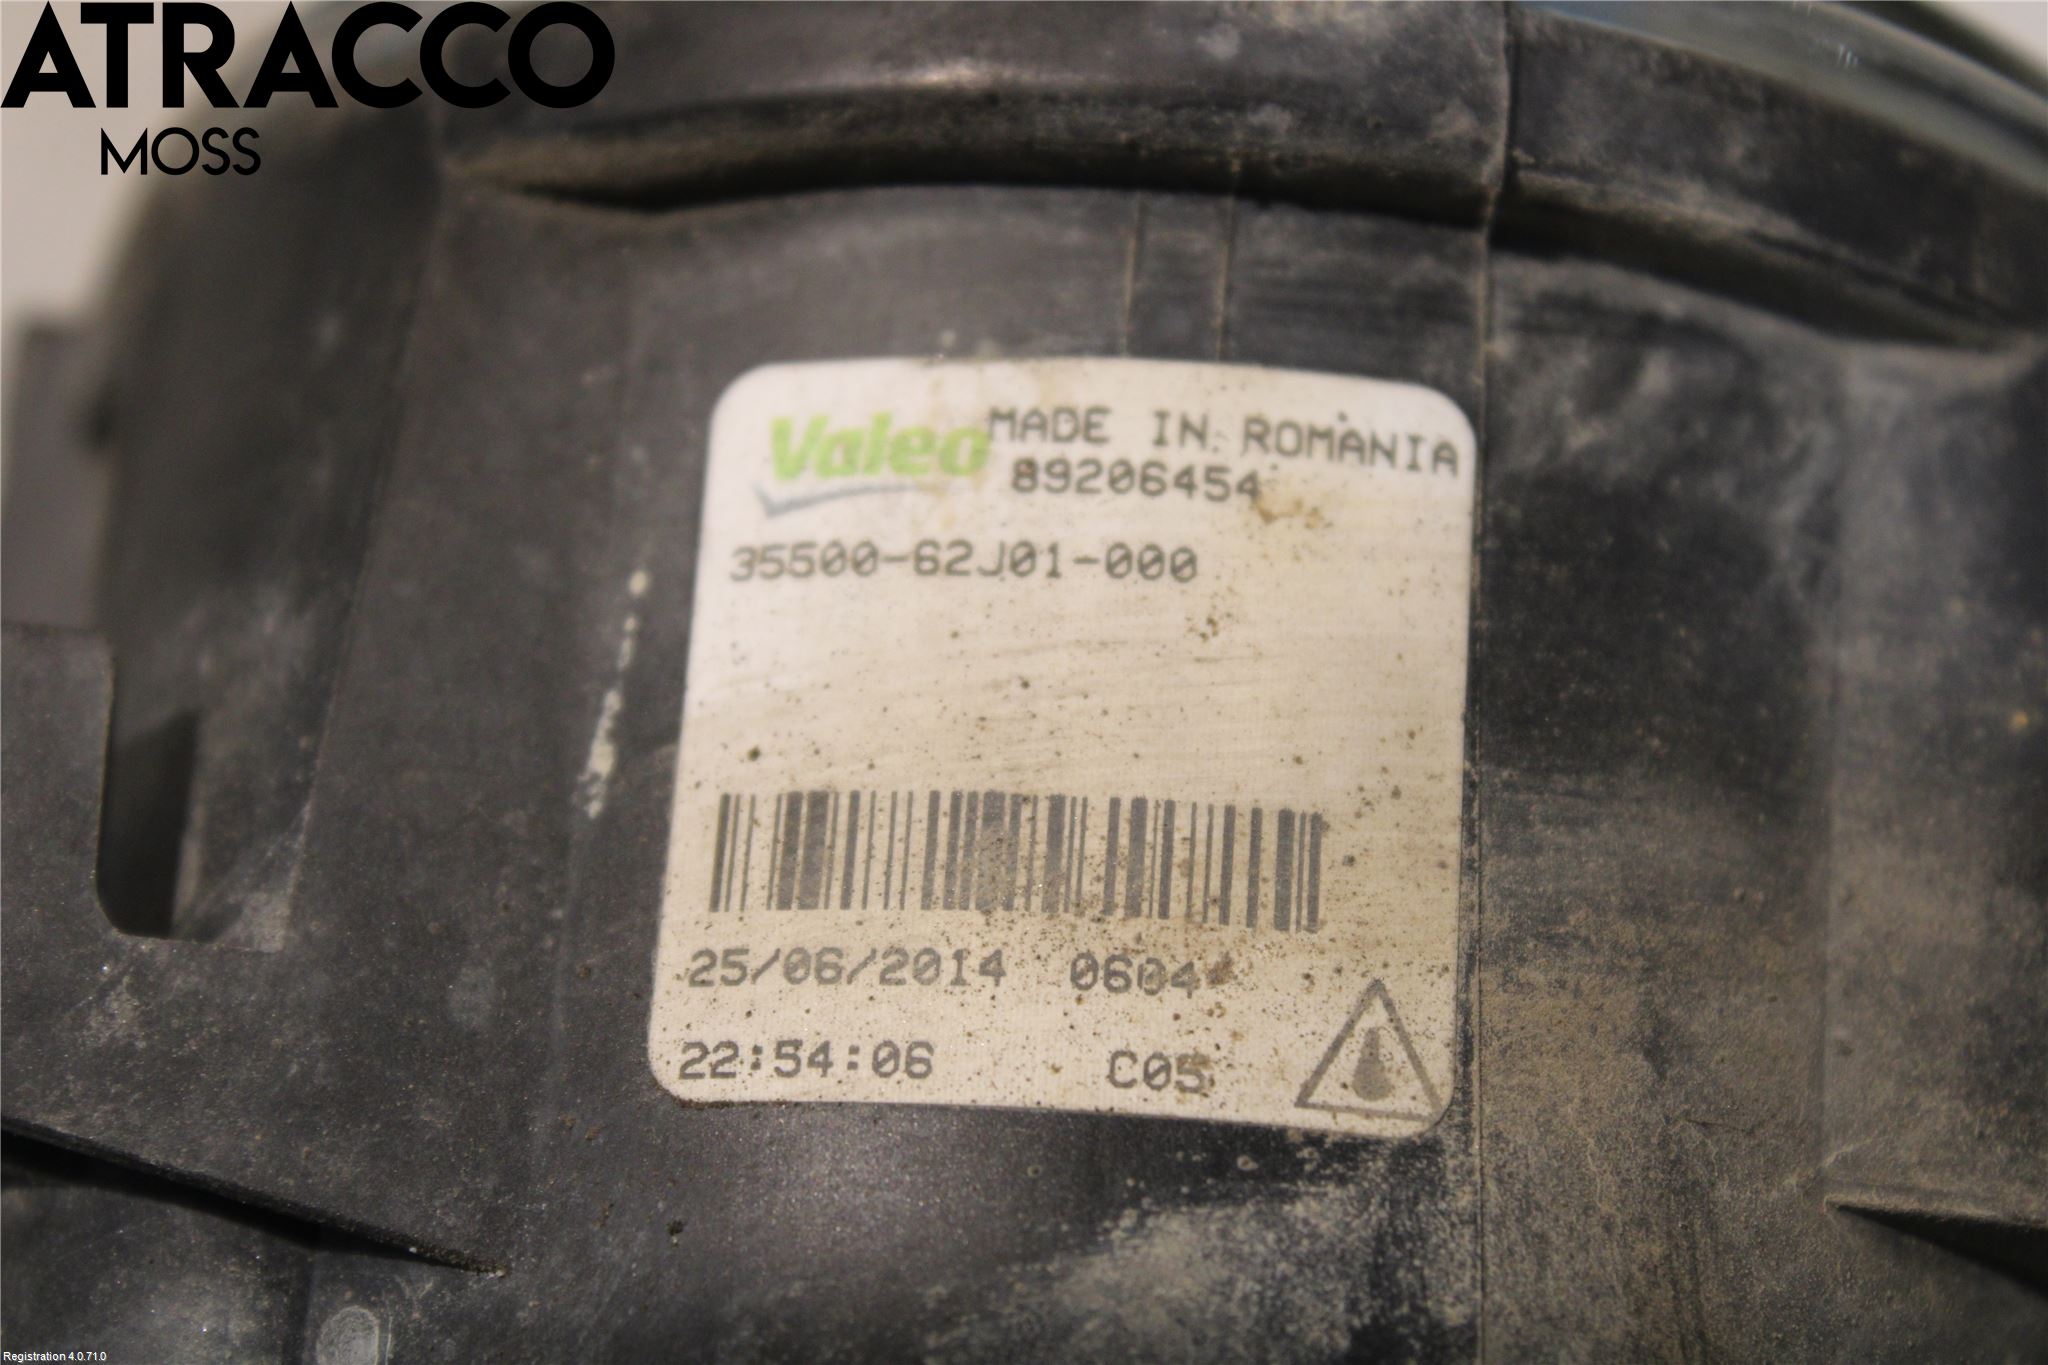 ATRACCO
MOSS
Valeo MADE IN ROMANIA
89206454
35500-62J01-000
25/06/2014 0604
22:54:06 C05
Registration 4.0.71.0